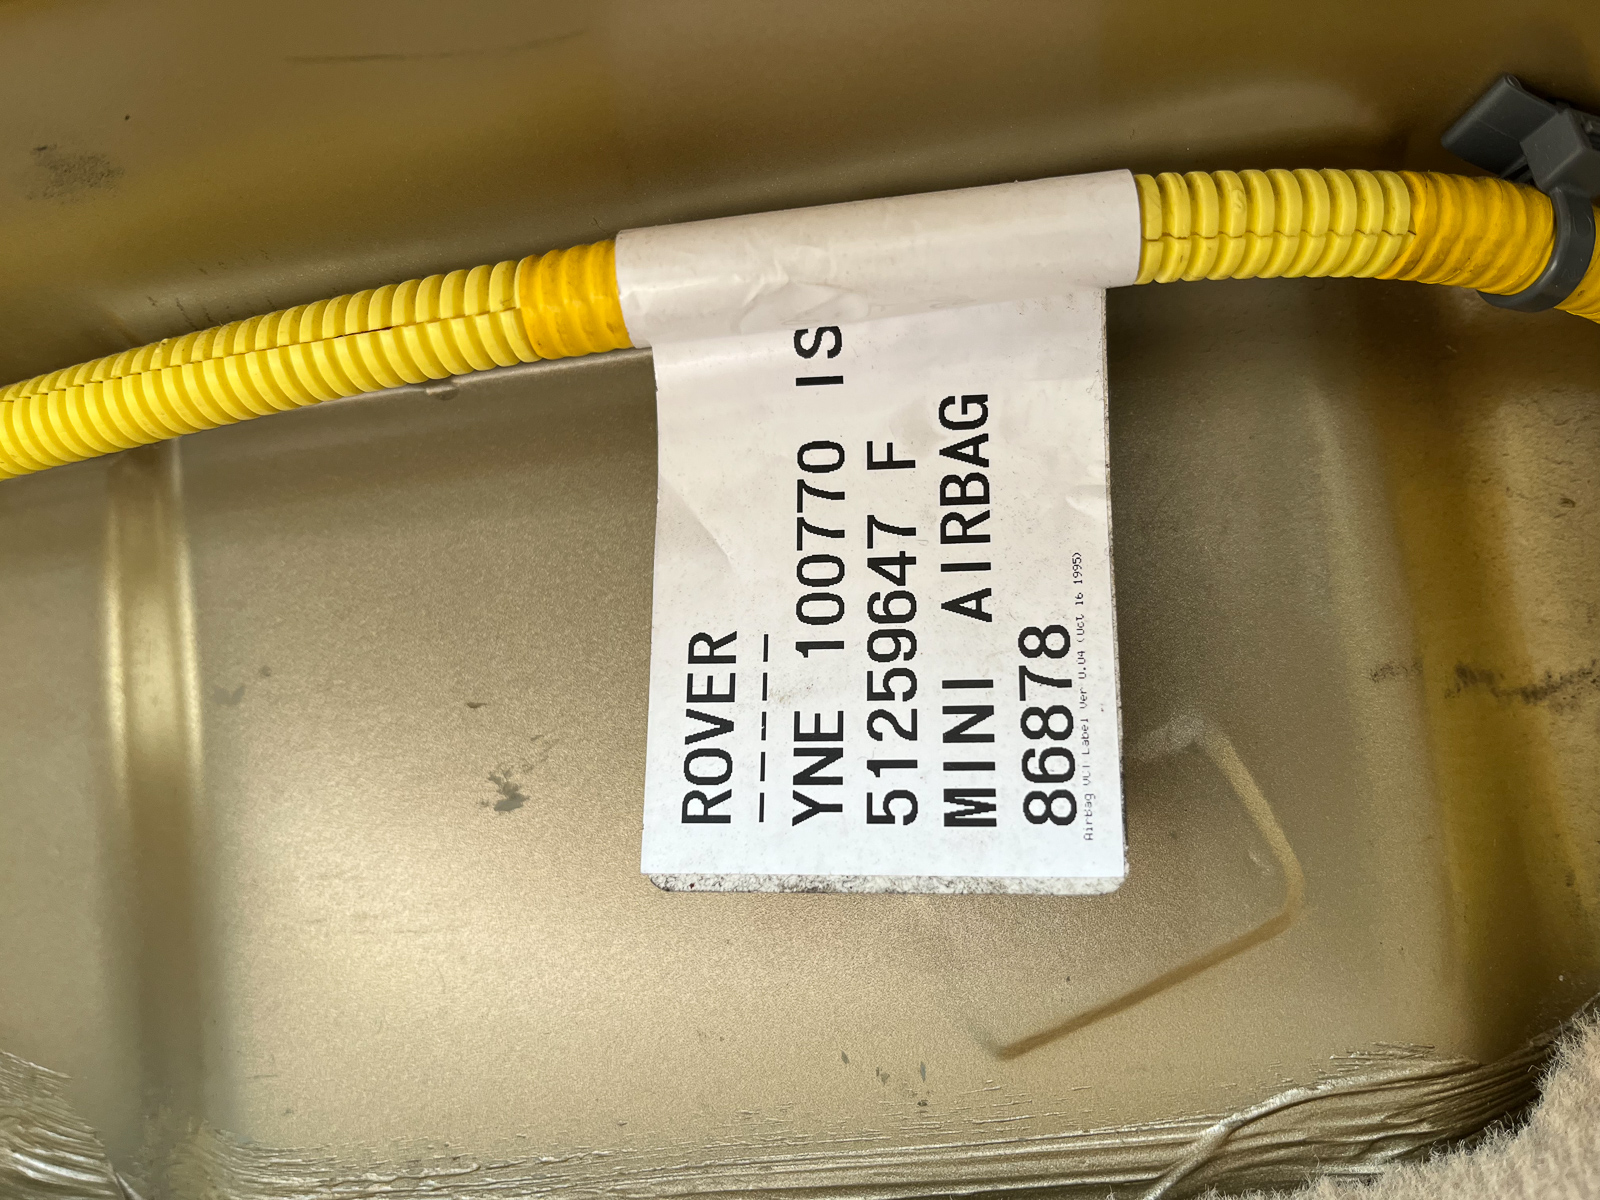 ROVER
------
YNE 100770 IS
51259647 F
MINI AIRBAG
86878
Airbag VCI Label Ver 0.04 (Oct 16 1995)